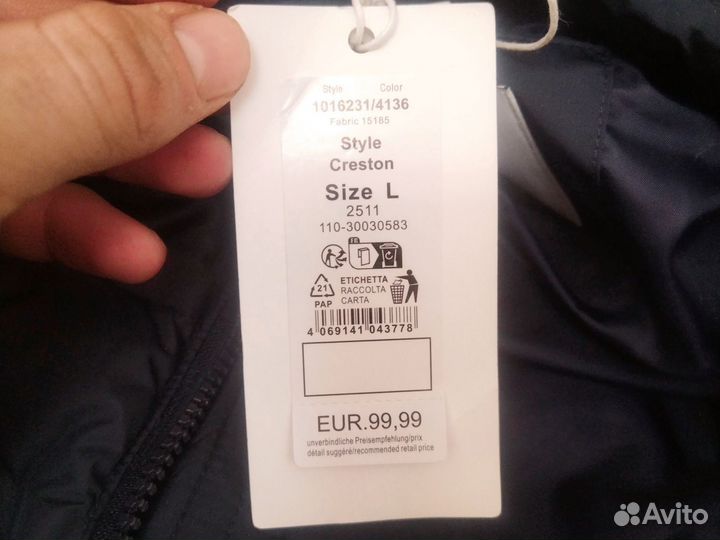 Style Color
1016231/4136
Fabric 15185
Style
Creston
Size L
2511
110-30030583
FR
21
PAP
ETICHETTA
RACCOLTA
CARTA
4 069141 043778
EUR.99,99
unverbindliche Preisempfehlung/prix
détail suggéré/recommended retail price
Avito